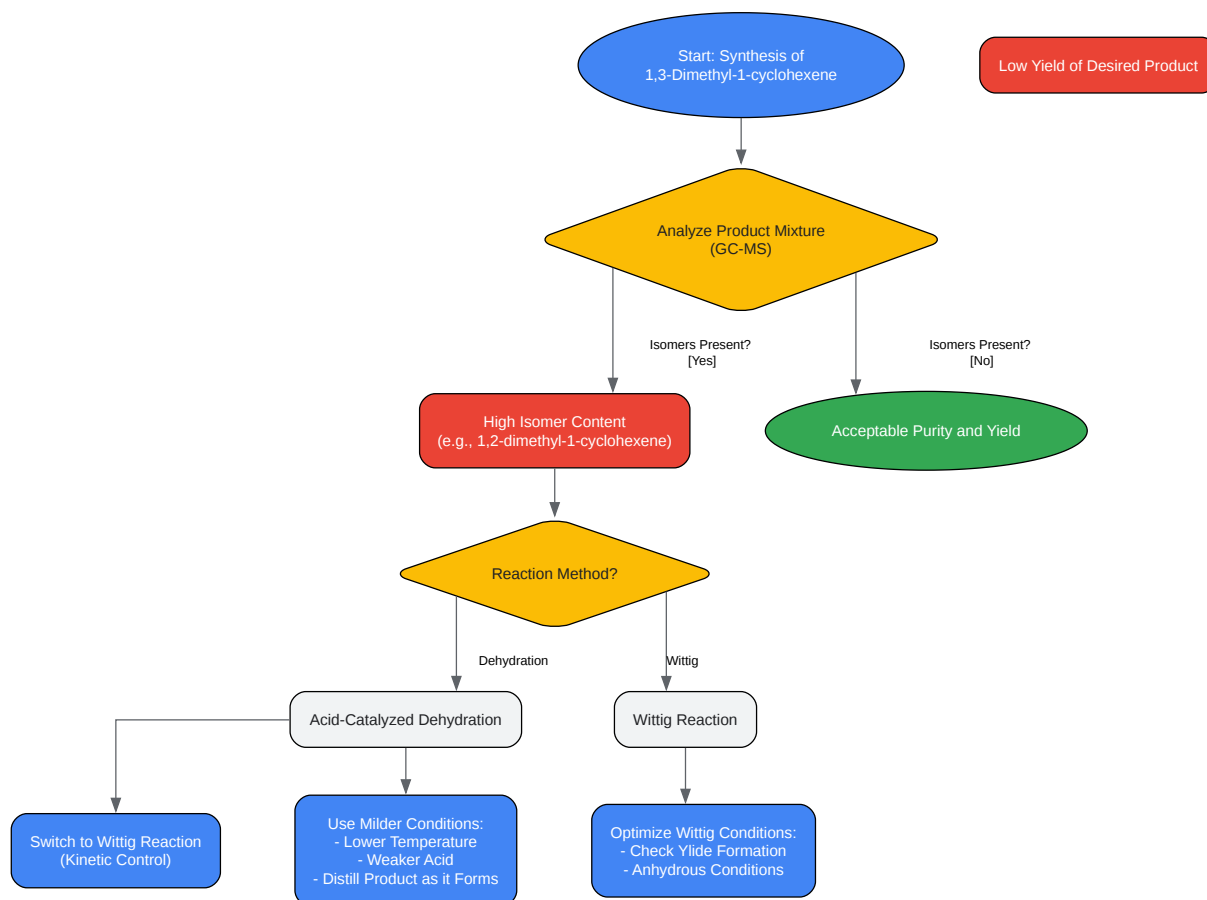 Start: Synthesis of
1,3-Dimethyl-1-cyclohexene
Low Yield of Desired Product
Analyze Product Mixture
(GC-MS)
Isomers Present?
[Yes]
Isomers Present?
[No]
High Isomer Content
(e.g., 1,2-dimethyl-1-cyclohexene)
Acceptable Purity and Yield
Reaction Method?
Dehydration
Wittig
Acid-Catalyzed Dehydration
Wittig Reaction
Switch to Wittig Reaction
(Kinetic Control)
Use Milder Conditions:
- Lower Temperature
- Weaker Acid
- Distill Product as it Forms
Optimize Wittig Conditions:
- Check Ylide Formation
- Anhydrous Conditions